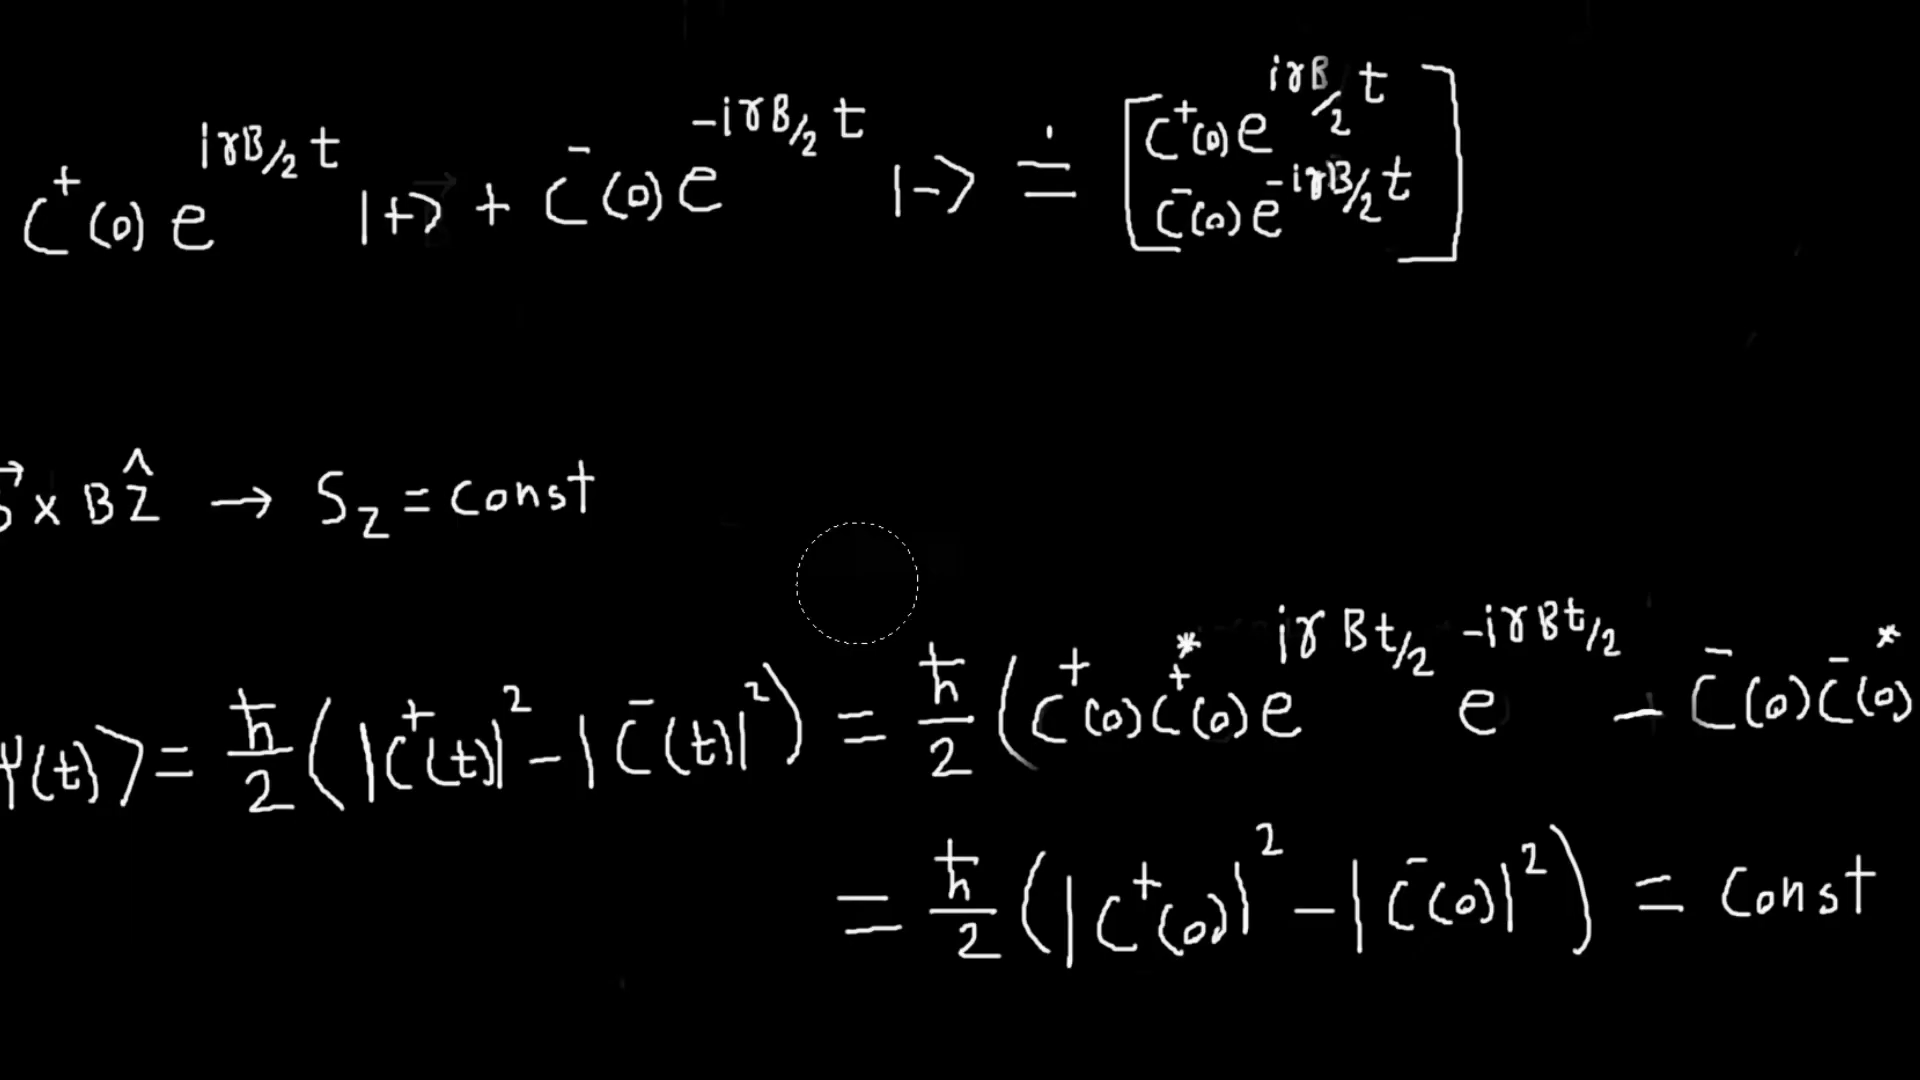 C⁺(0) e^{iγB/2 t} |+⟩ + C⁻(0) e^{-iγB/2 t} |-⟩ ≐ [C⁺(0) e^{iγB/2 t}
C⁻(0) e^{-iγB/2 t}]
× Bẑ → S_z = const
ψ(t)⟩ = ℏ/2 (|C⁺(t)|² - |C⁻(t)|²) = ℏ/2 (C⁺(0) C⁺*(0) e^{iγBt/2} e^{-iγBt/2} - C⁻(0) C⁻*(0)
= ℏ/2 (|C⁺(0)|² - |C⁻(0)|²) = const